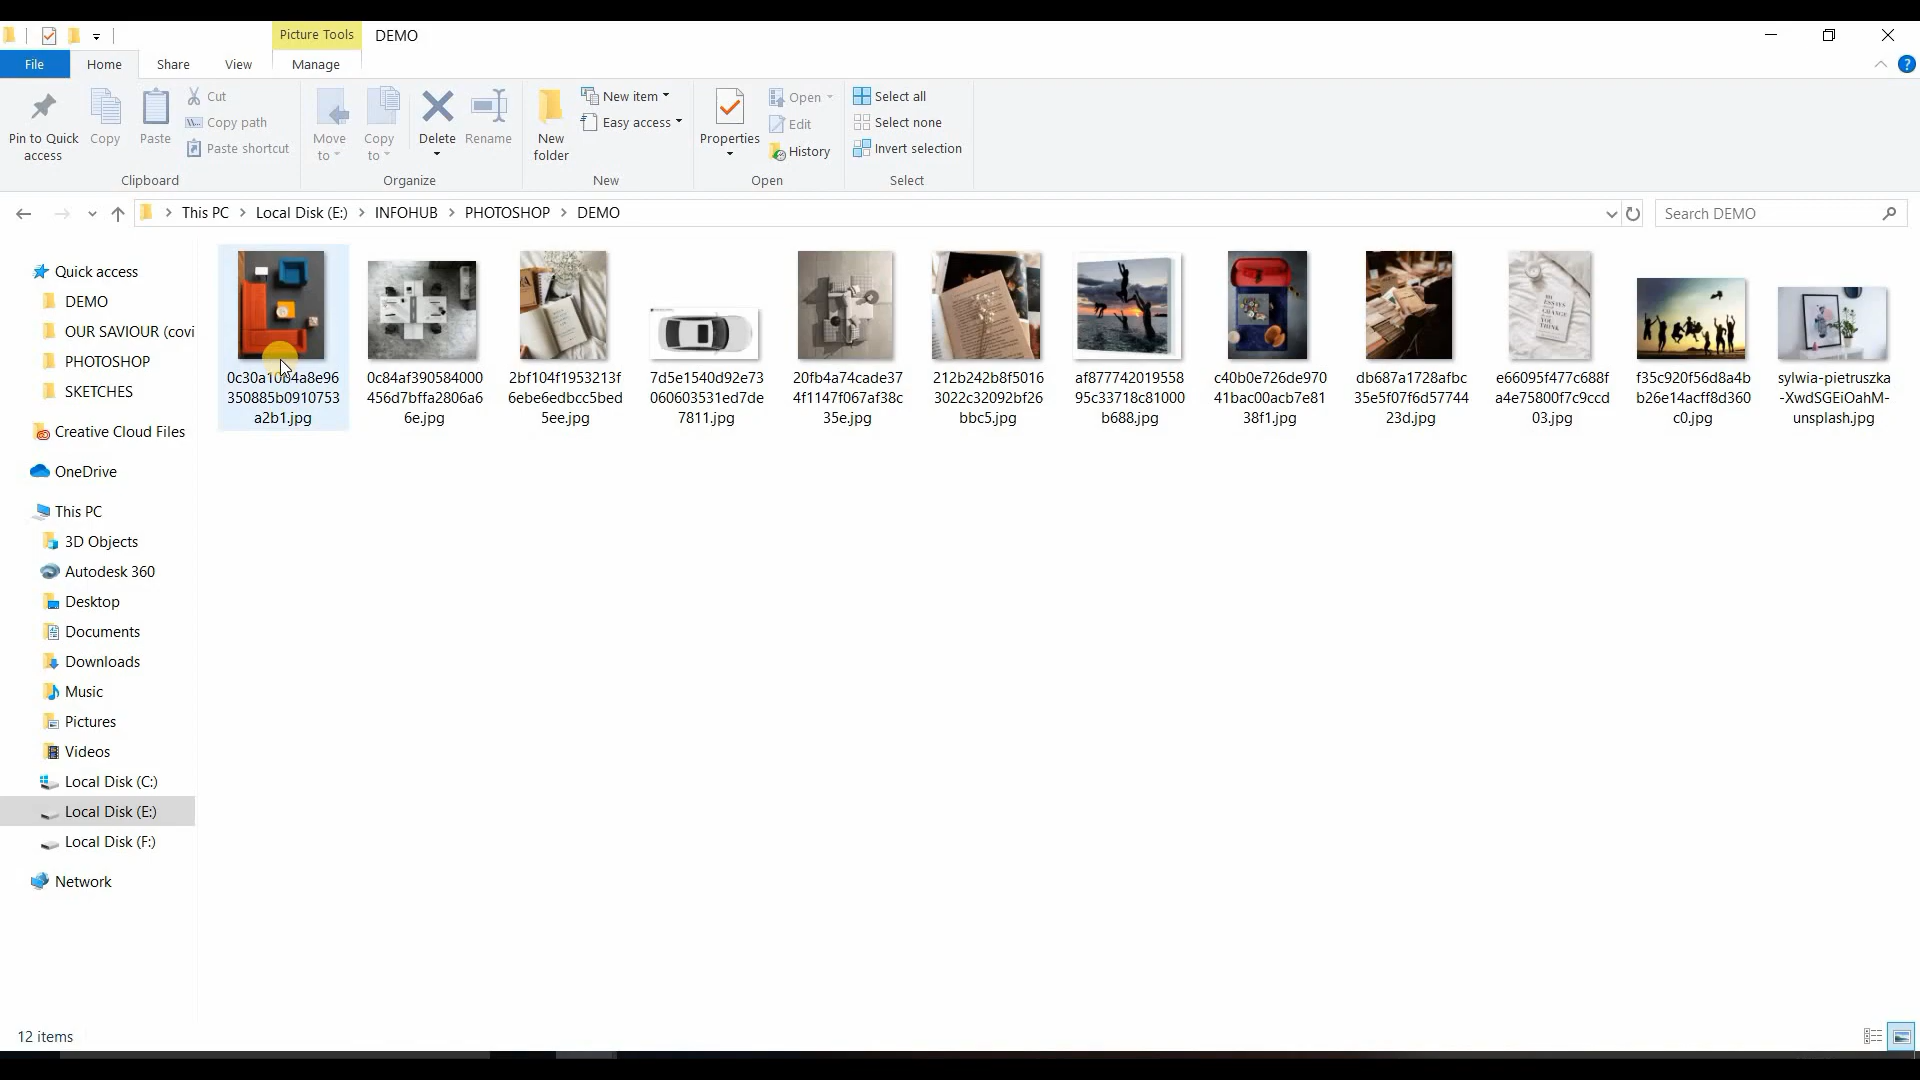 Picture Tools
DEMO
File
Home
Share
View
Manage
Pin to Quick access
Copy
Paste
Cut
Copy path
Paste shortcut
Clipboard
Move to
Copy to
Delete
Rename
Organize
New folder
New item
Easy access
New
Properties
Open
Edit
History
Open
Select all
Select none
Invert selection
Select
This PC
Local Disk (E:)
INFOHUB
PHOTOSHOP
DEMO
Search DEMO
Quick access
DEMO
OUR SAVIOUR (covi
PHOTOSHOP
SKETCHES
Creative Cloud Files
OneDrive
This PC
3D Objects
Autodesk 360
Desktop
Documents
Downloads
Music
Pictures
Videos
Local Disk (C:)
Local Disk (E:)
Local Disk (F:)
Network
0c30a10b4a8e96
350885b0910753
a2b1.jpg
0c84af390584000
456d7bffa2806a6
6e.jpg
2bf104f1953213f
6ebe6edbcc5bed
5ee.jpg
7d5e1540d92e73
060603531ed7de
7811.jpg
20fb4a74cade37
4f1147f067af38c
35e.jpg
212b242b8f5016
3022c32092bf26
bbc5.jpg
af877742019558
95c33718c81000
b688.jpg
c40b0e726de970
41bac00acb7e81
38f1.jpg
db687a1728afbc
35e5f07f6d57744
23d.jpg
e66095f477c688f
a4e75800f7c9ccd
03.jpg
f35c920f56d8a4b
b26e14acff8d360
c0.jpg
sylwia-pietruszka
-XwdSGEiOahM-
unsplash.jpg
12 items